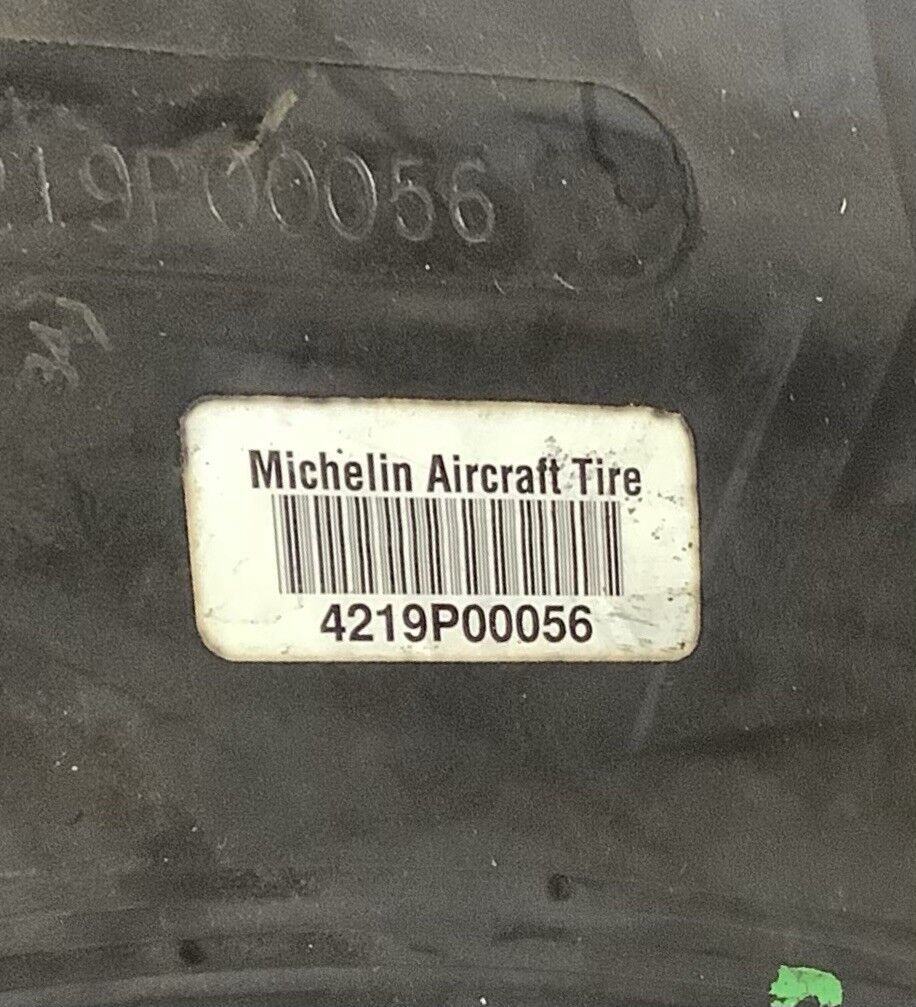 219P00056
Michelin Aircraft Tire
4219P00056